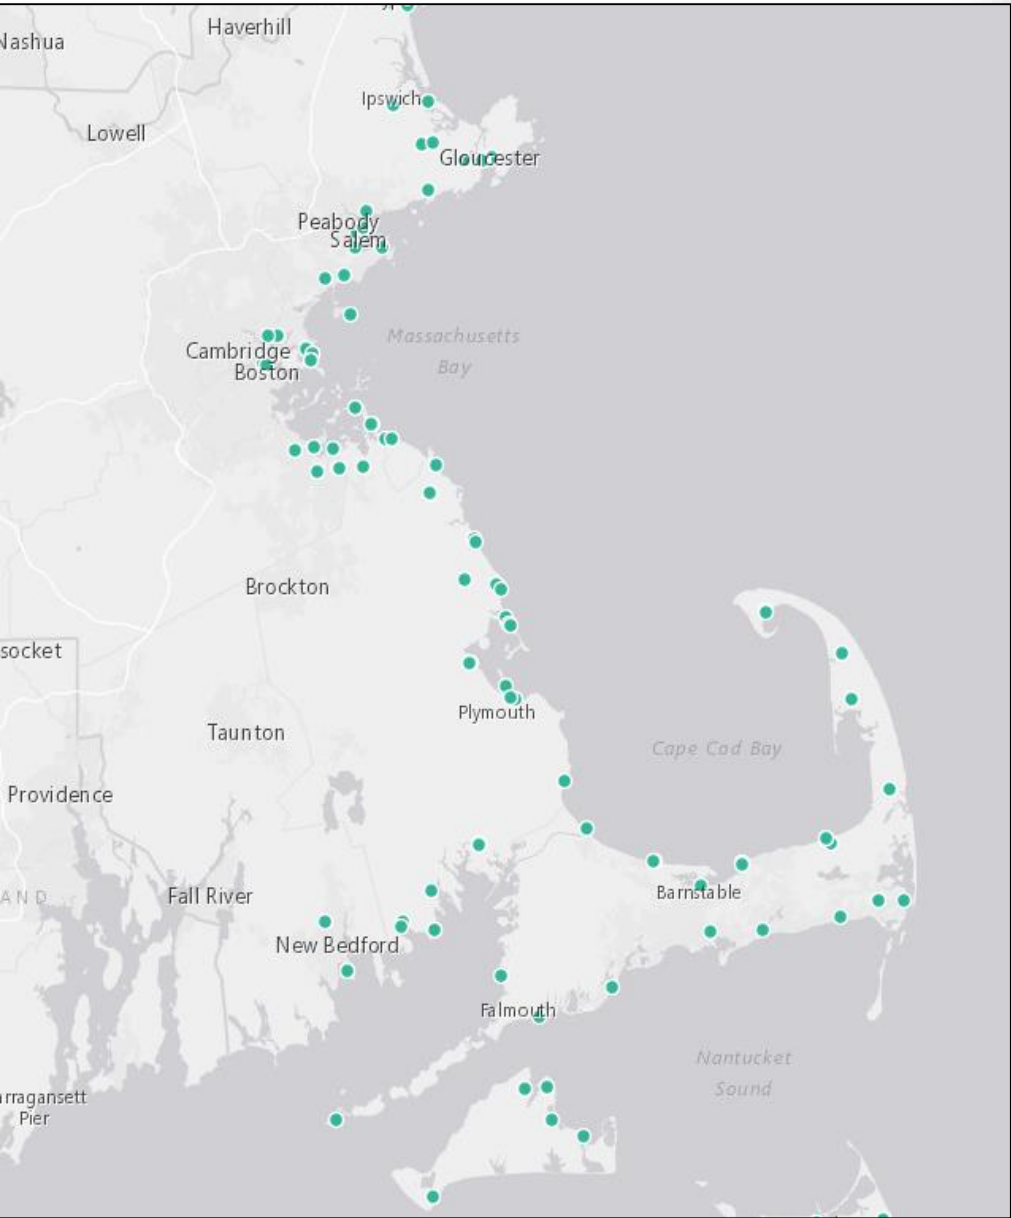 Haverhill
Nashua
Ipswich
Lowell
Gloucester
Peabody
Salem
Massachusetts
Bay
Cambridge
Boston
Brockton
socket
Plymouth
Taunton
Cape Cod Bay
Providence
Barnstable
AND
Fall River
New Bedford
Falmouth
Nantucket
Sound
arragansett
Pier